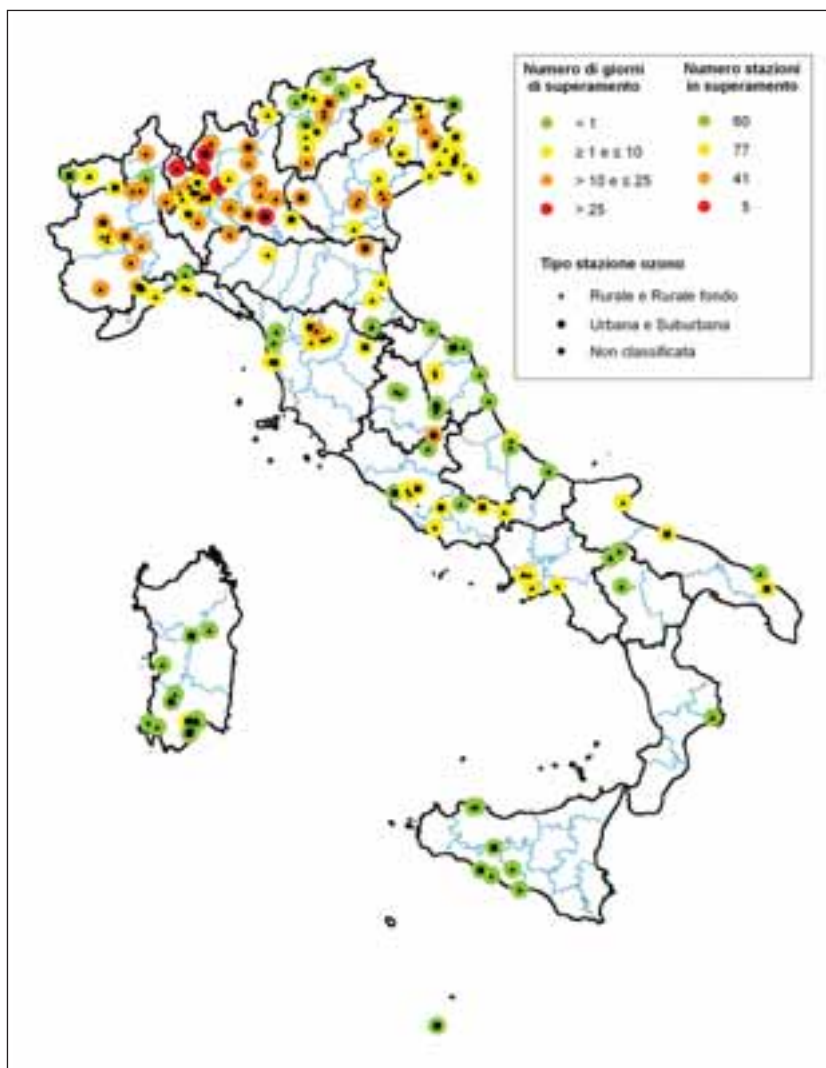 Numero di giorni
di superamento
Numero stazioni
in superamento
< 1
60
≥ 1 e ≤ 10
77
> 10 e ≤ 25
41
> 25
5
Tipo stazione ozono
Rurale e Rurale fondo
Urbana e Suburbana
Non classificata